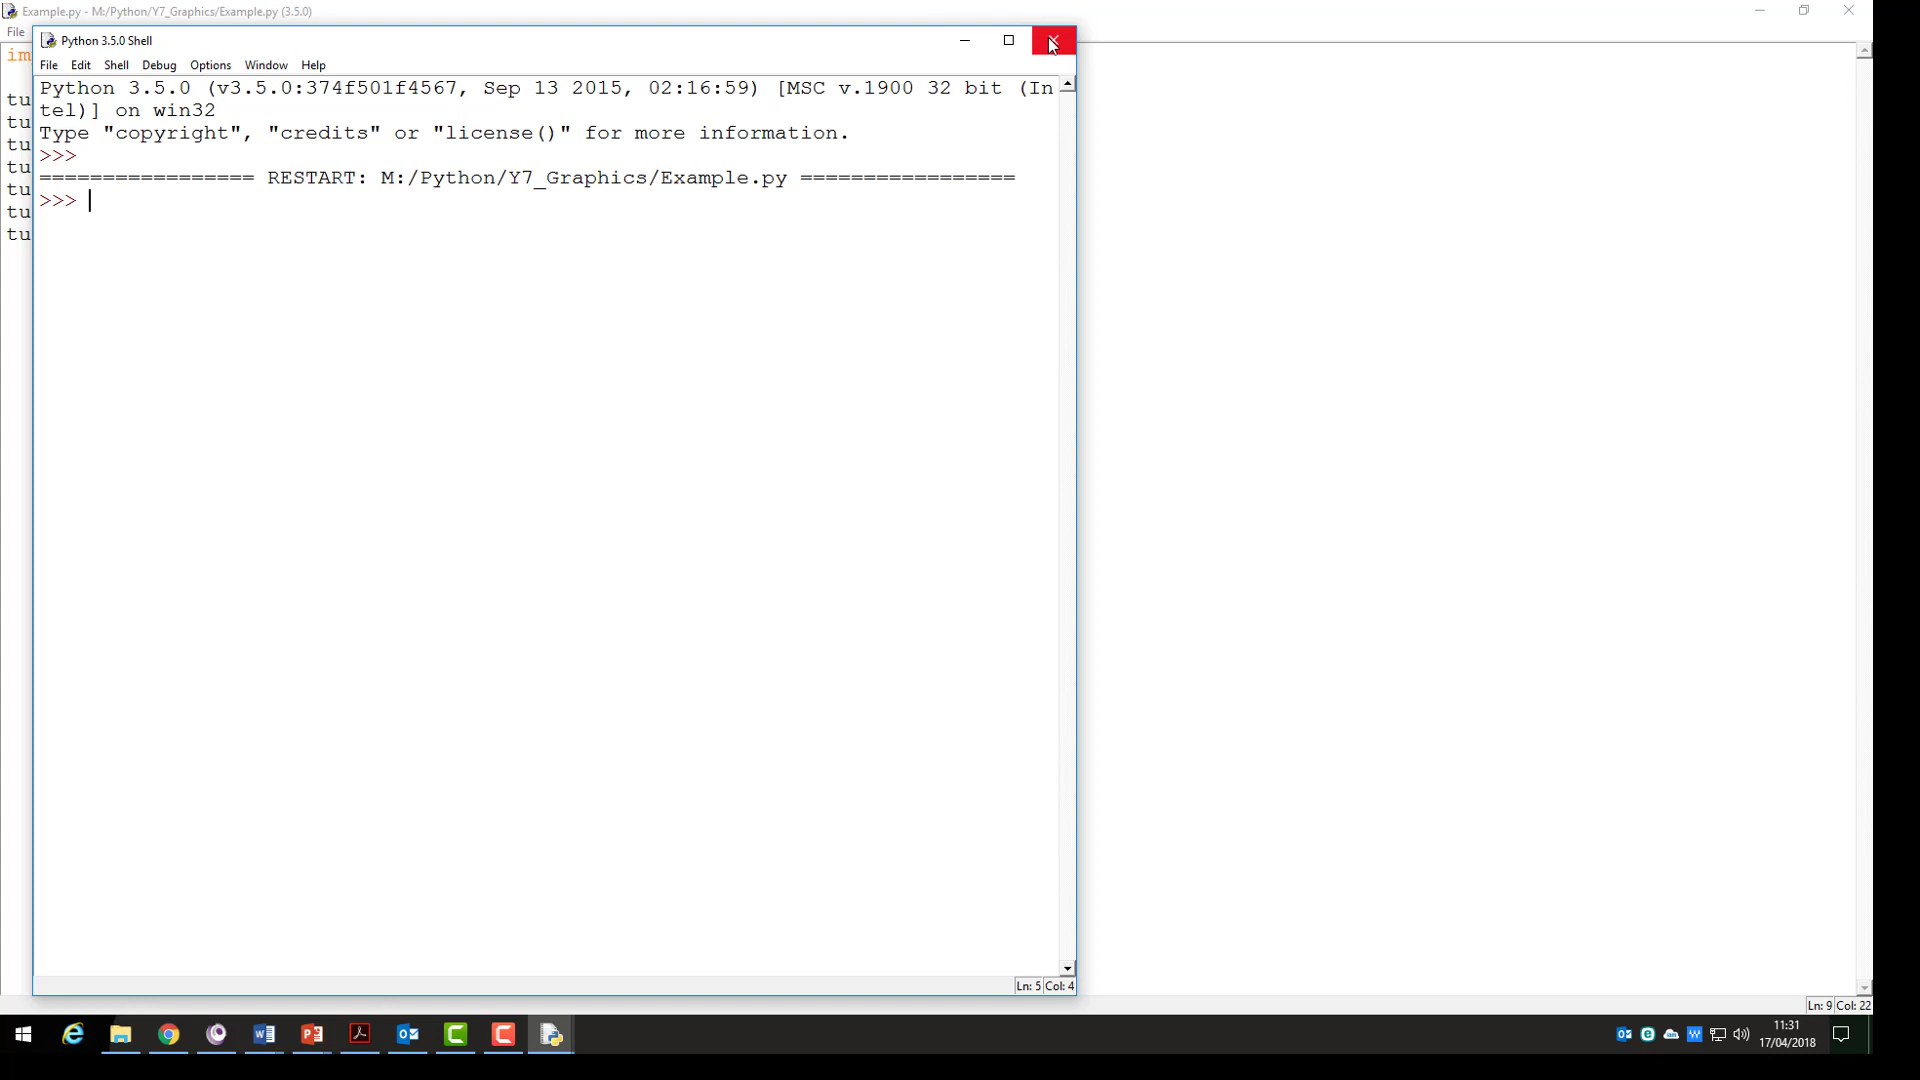 Example.py - M:/Python/Y7_Graphics/Example.py (3.5.0)
File
im
tu
tu
tu
tu
tu
tu
tu
Python 3.5.0 Shell
File Edit Shell Debug Options Window Help
Python 3.5.0 (v3.5.0:374f501f4567, Sep 13 2015, 02:16:59) [MSC v.1900 32 bit (In
tel)] on win32
Type "copyright", "credits" or "license()" for more information.
>>>
================= RESTART: M:/Python/Y7_Graphics/Example.py =================
>>>
Ln: 5 Col: 4
Ln: 9 Col: 22
11:31
17/04/2018